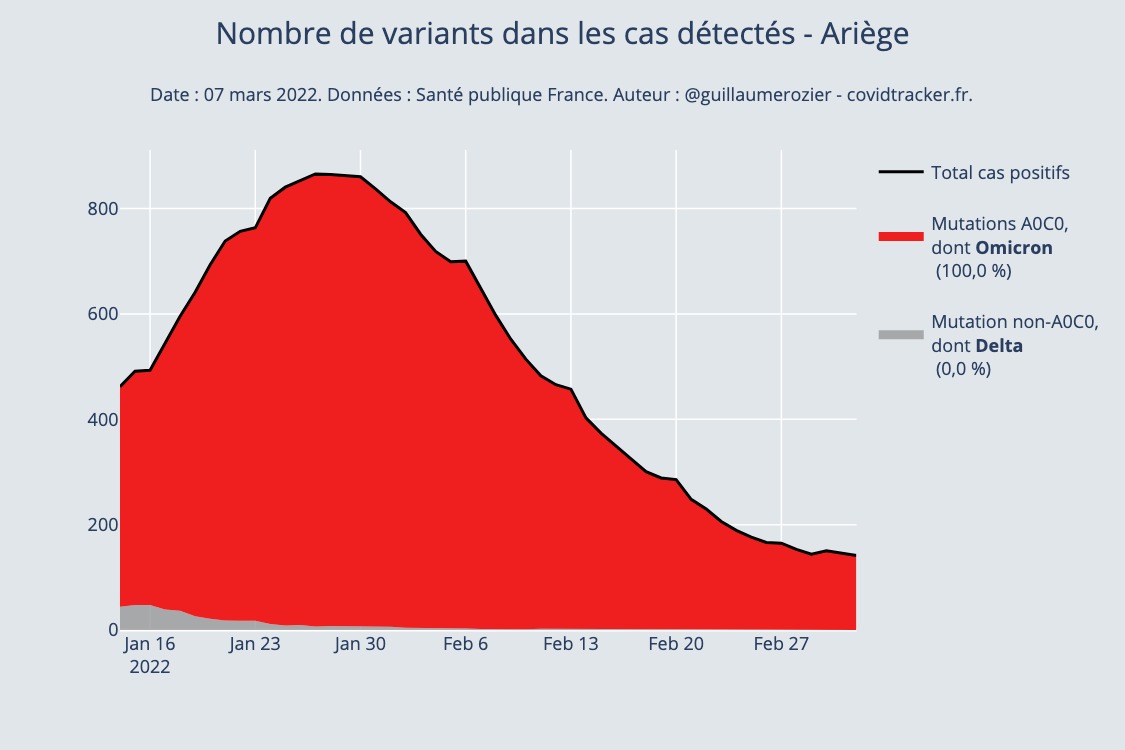 Nombre de variants dans les cas détectés - Ariège
Date : 07 mars 2022. Données : Santé publique France. Auteur : @guillaumerozier - covidtracker.fr.
Total cas positifs
Mutations A0C0,
dont Omicron
(100,0 %)
Mutation non-A0C0,
dont Delta
(0,0 %)
800
600
400
200
0
Jan 16
2022
Jan 23
Jan 30
Feb 6
Feb 13
Feb 20
Feb 27